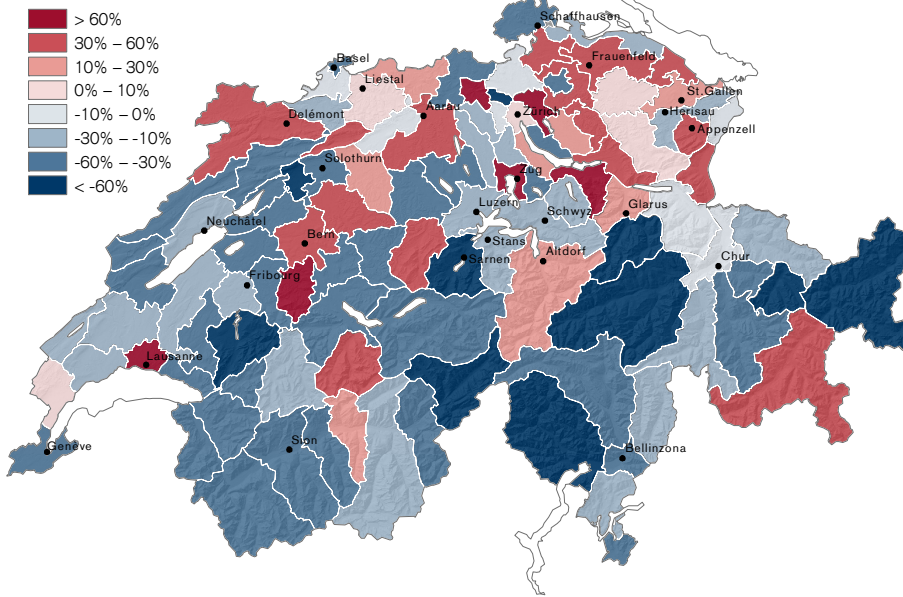 > 60%
30% – 60%
10% – 30%
0% – 10%
-10% – 0%
-30% – -10%
-60% – -30%
< -60%
Schaffhausen
Basel
Frauenfeld
Liestal
St.Gallen
Aarau
Zürich
Herisau
Delémont
Appenzell
Solothurn
Zug
Luzern
Schwyz
Glarus
Neuchâtel
Bern
Stans
Altdorf
Sarnen
Chur
Fribourg
Lausanne
Sion
Genève
Bellinzona